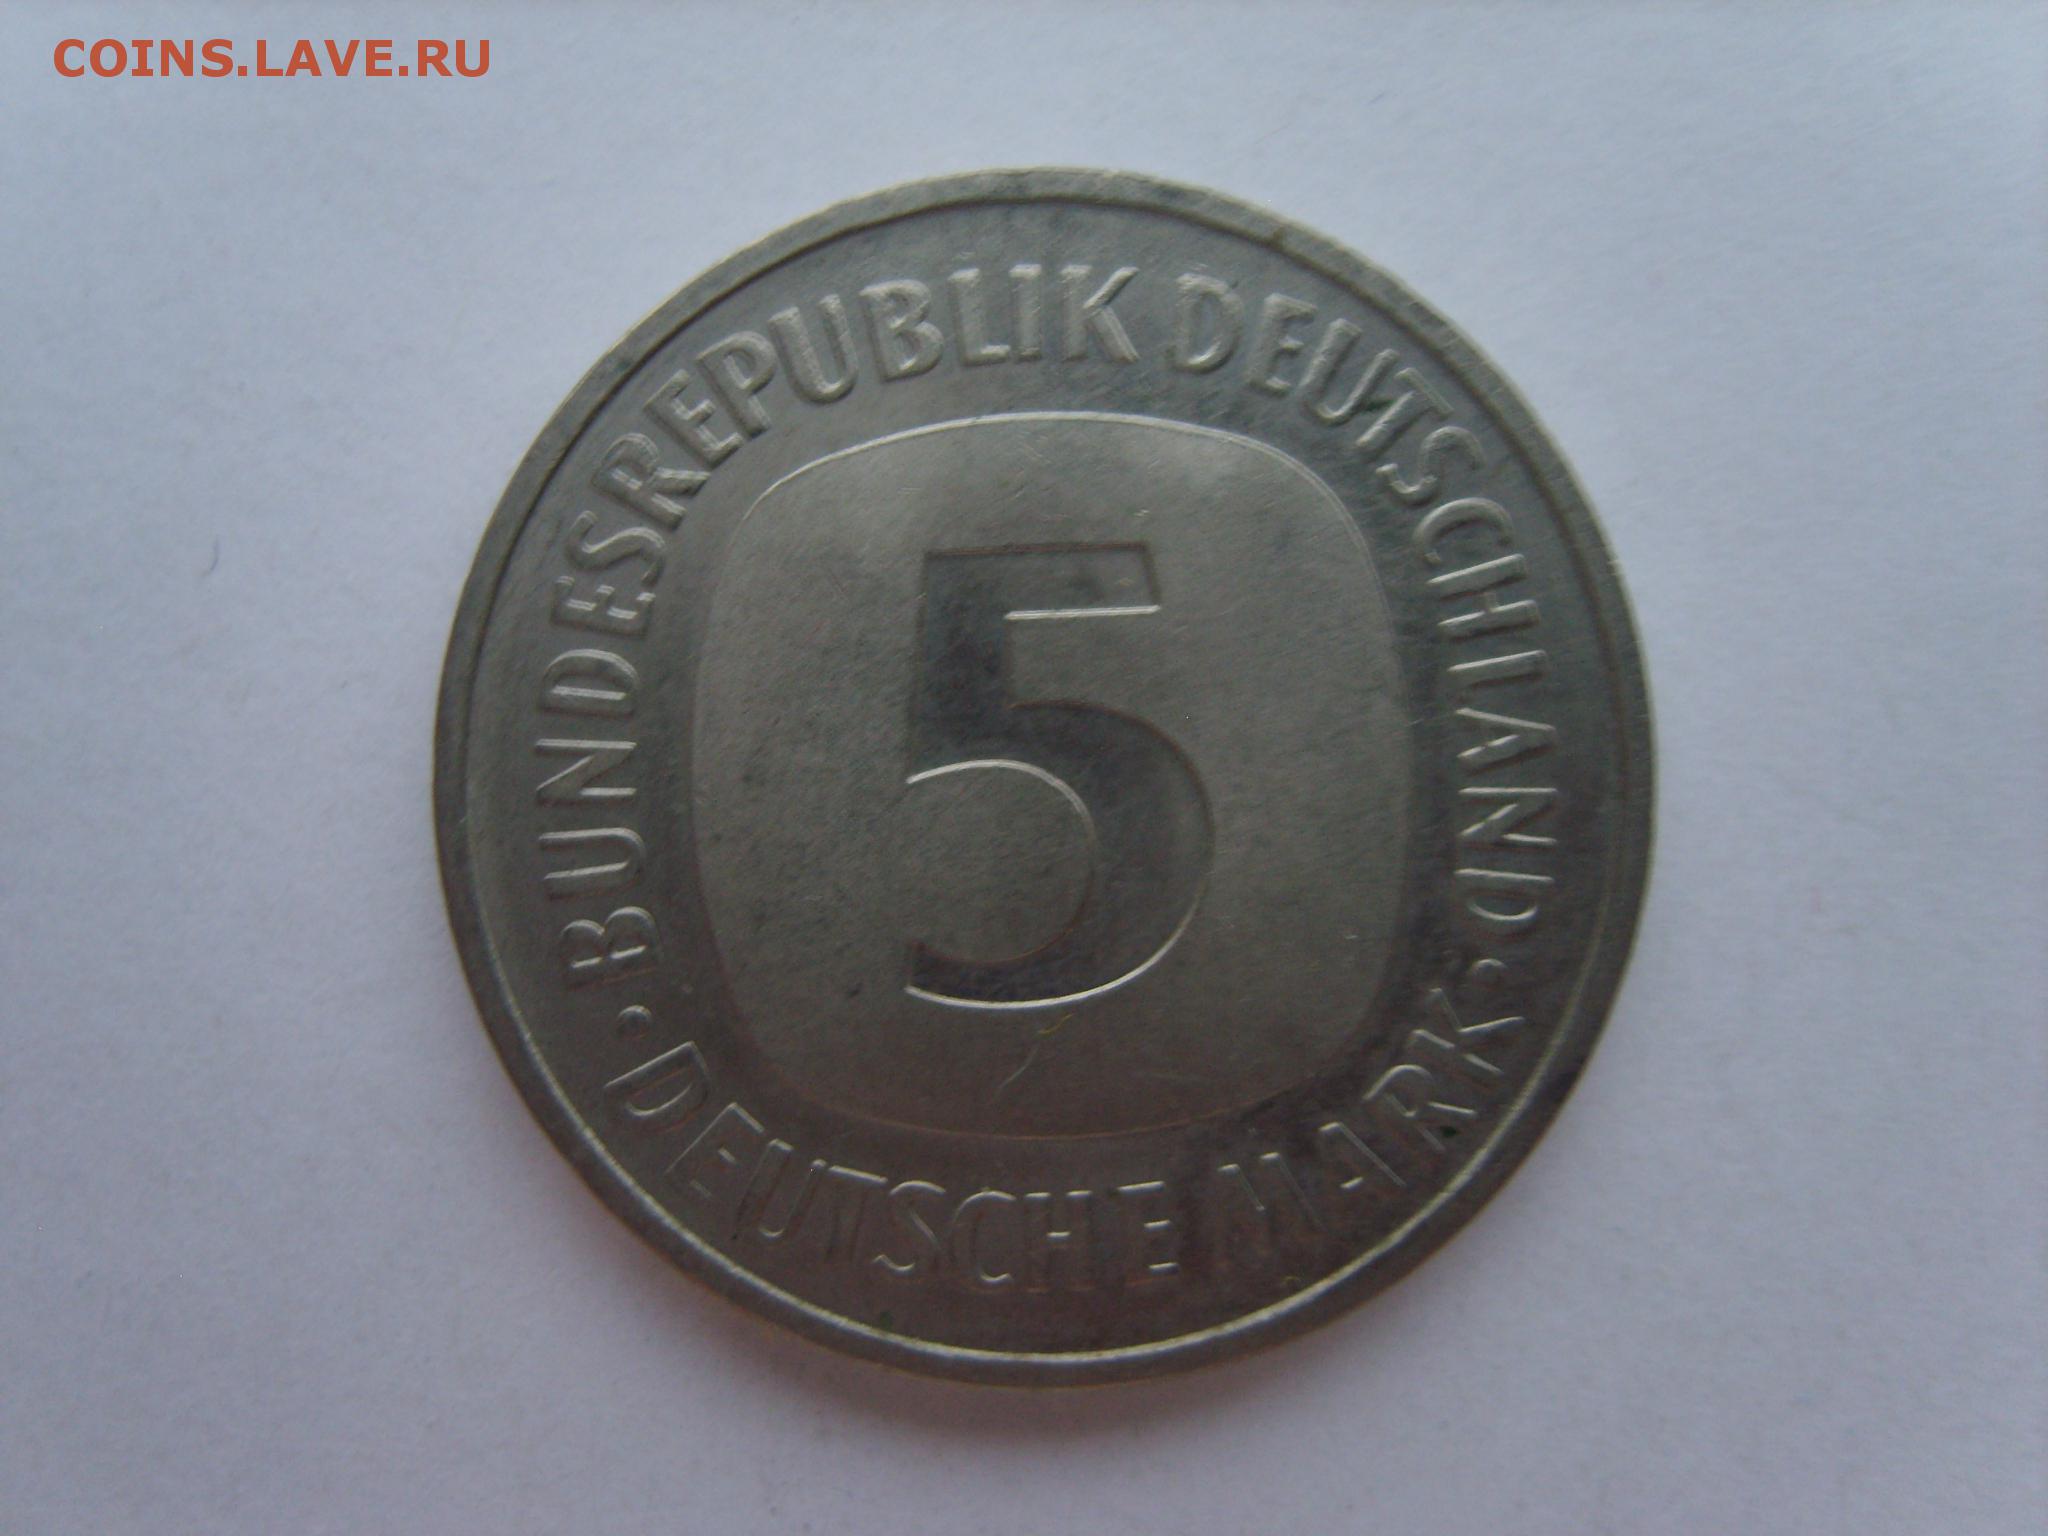 COINS.LAVE.RU
BUNDESREPUBLIK DEUTSCHLAND
5
DEUTSCHE MARK